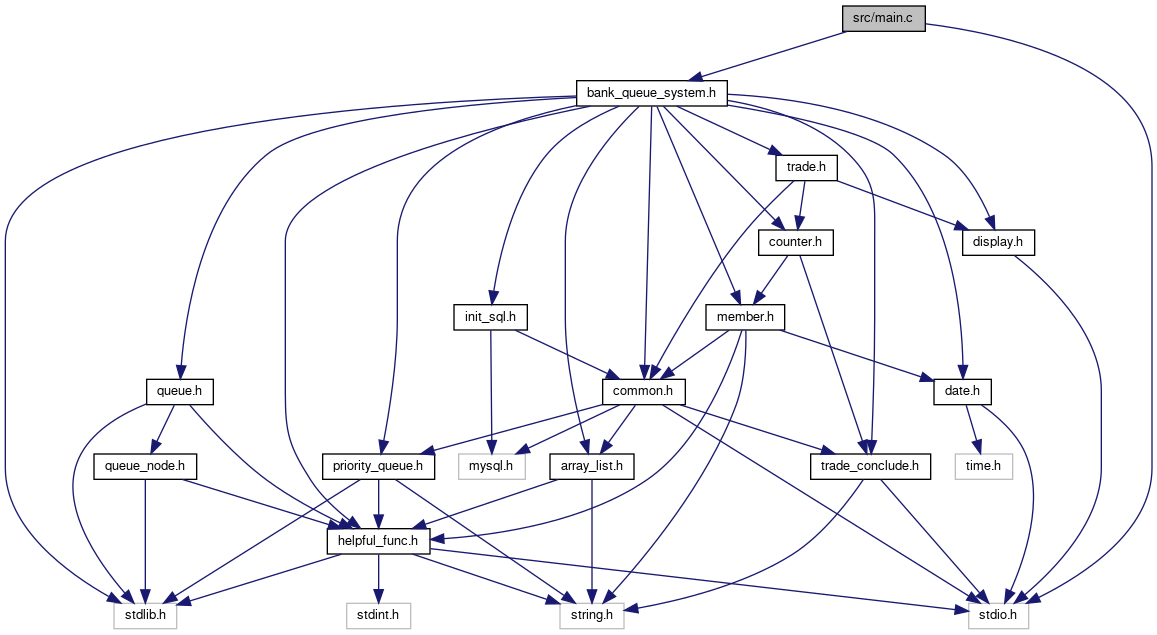 src/main.c
bank_queue_system.h
trade.h
counter.h
display.h
init_sql.h
member.h
queue.h
common.h
date.h
queue_node.h
priority_queue.h
mysql.h
array_list.h
trade_conclude.h
time.h
helpful_func.h
stdlib.h
stdint.h
string.h
stdio.h